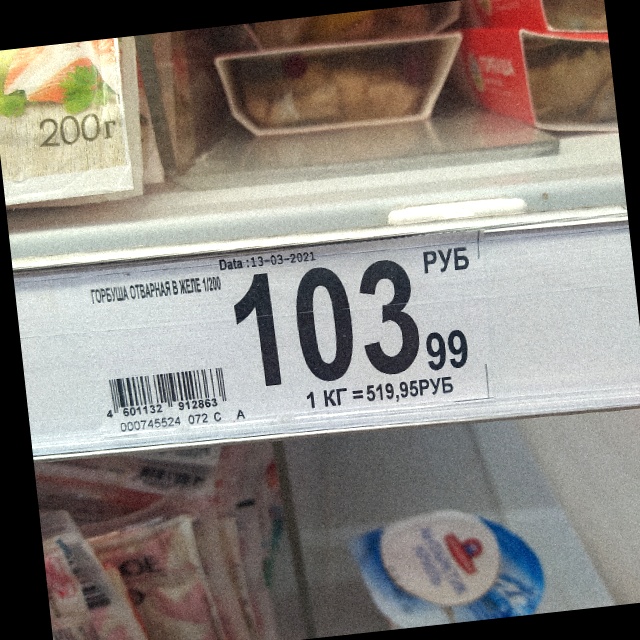 200г
Data :13-03-2021
ГОРБУША ОТВАРНАЯ В ЖЕЛЕ 1/200
103 99 РУБ
1 КГ =519,95РУБ
4 601132 912863
000745524 072 С А